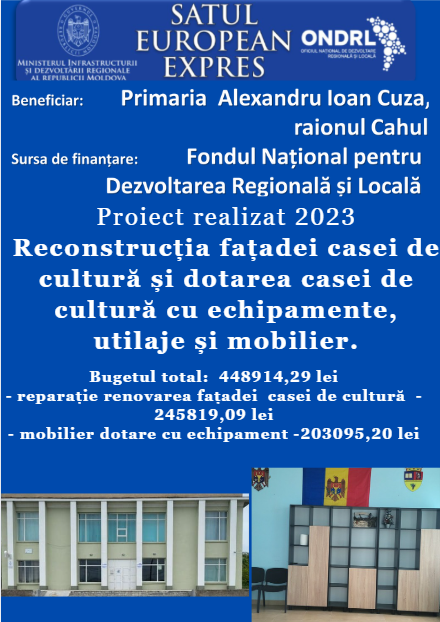 SATUL
EUROPEAN
EXPRES
MINISTERUL INFRASTRUCTURII
ȘI DEZVOLTĂRII REGIONALE
AL REPUBLICII MOLDOVA
ONDRL
OFICIUL NAȚIONAL DE DEZVOLTARE
REGIONALĂ ȘI LOCALĂ
Beneficiar: Primaria Alexandru Ioan Cuza,
raionul Cahul
Sursa de finanțare: Fondul Național pentru
Dezvoltarea Regională și Locală
Proiect realizat 2023
Reconstrucția fațadei casei de
cultură și dotarea casei de
cultură cu echipamente,
utilaje și mobilier.
Bugetul total: 448914,29 lei
- reparație renovarea fațadei casei de cultură -
245819,09 lei
- mobilier dotare cu echipament -203095,20 lei